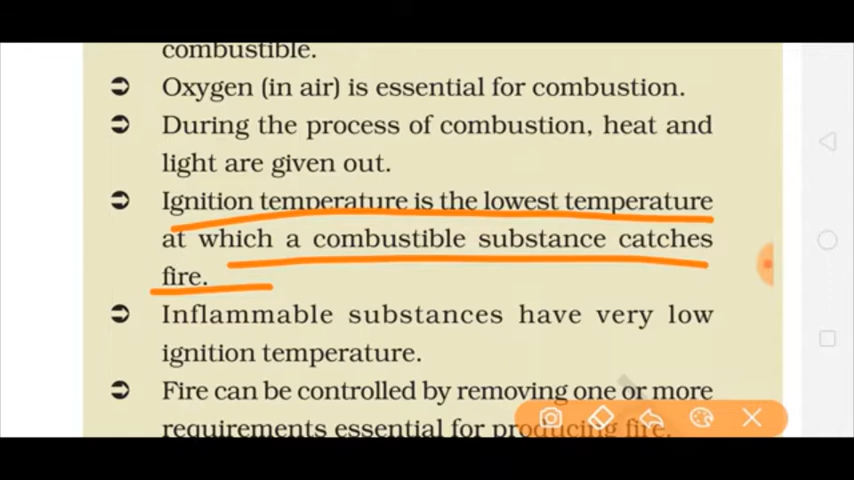 combustible.
➲ Oxygen (in air) is essential for combustion.
➲ During the process of combustion, heat and
light are given out.
➲ Ignition temperature is the lowest temperature
at which a combustible substance catches
fire.
➲ Inflammable substances have very low
ignition temperature.
➲ Fire can be controlled by removing one or more
requirements essential for producing fire.